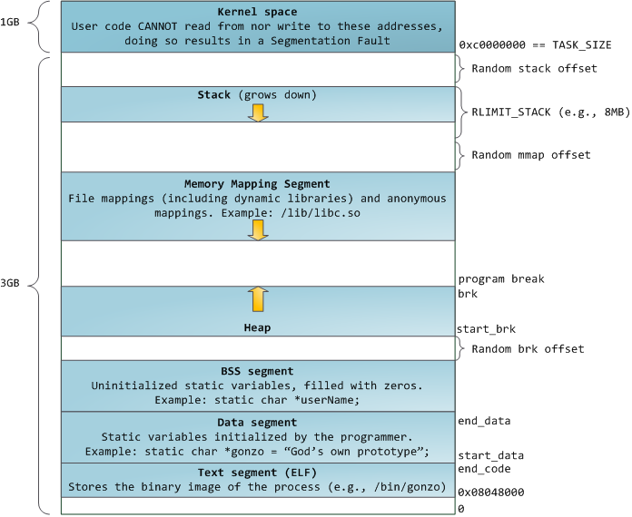 Kernel space
1GB
User code CANNOT read from nor write to these addresses,
doing so results in a Segmentation Fault
0xc0000000 == TASK_SIZE
Random stack offset
Stack (grows down)
RLIMIT_STACK (e.g., 8MB)
Random mmap offset
Memory Mapping Segment
File mappings (including dynamic libraries) and anonymous
mappings. Example: /lib/libc.so
3GB
program break
brk
Heap
start_brk
Random brk offset
BSS segment
Uninitialized static variables, filled with zeros.
Example: static char *userName;
Data segment
end_data
Static variables initialized by the programmer.
Example: static char *gonzo = “God’s own prototype”;
start_data
Text segment (ELF)
end_code
Stores the binary image of the process (e.g., /bin/gonzo)
0x08048000
0